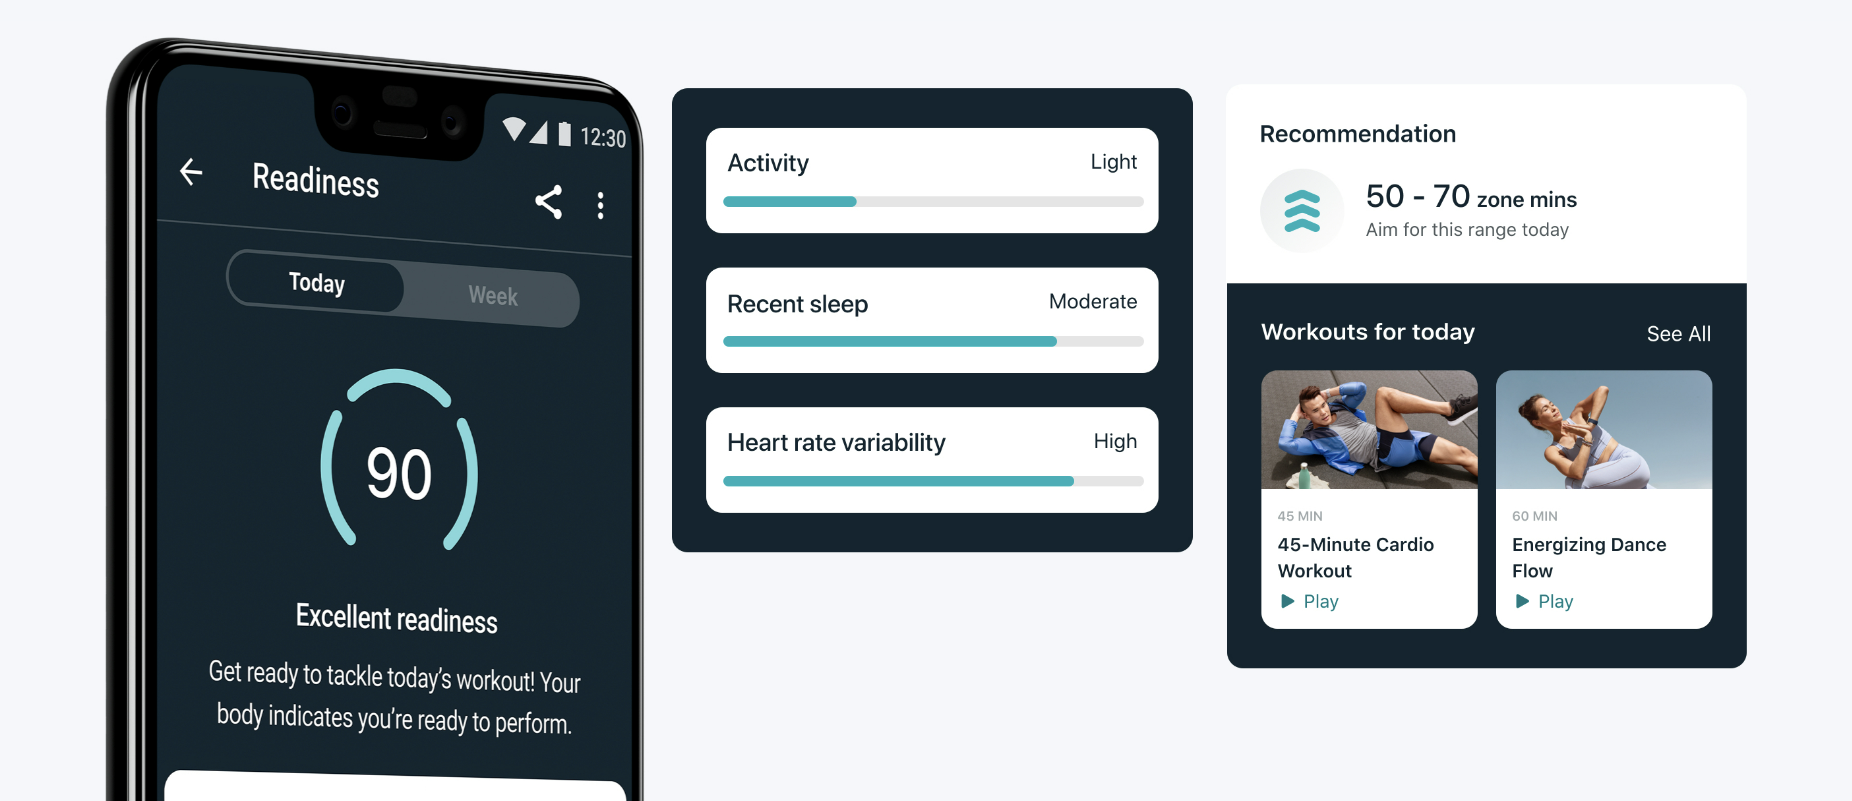 12:30
Readiness
Today
Week
90
Excellent readiness
Get ready to tackle today's workout! Your
body indicates you're ready to perform.
Activity
Light
Recent sleep
Moderate
Heart rate variability
High
Recommendation
50 - 70 zone mins
Aim for this range today
Workouts for today
See All
45 MIN
45-Minute Cardio
Workout
Play
60 MIN
Energizing Dance
Flow
Play